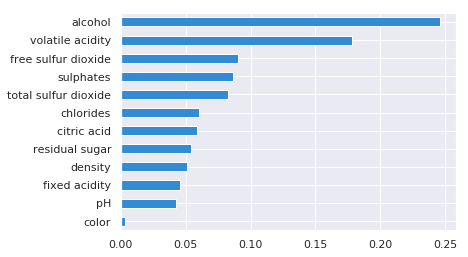 alcohol
volatile acidity
free sulfur dioxide
sulphates
total sulfur dioxide
chlorides
citric acid
residual sugar
density
fixed acidity
pH
color
0.00 0.05 0.10 0.15 0.20 0.25